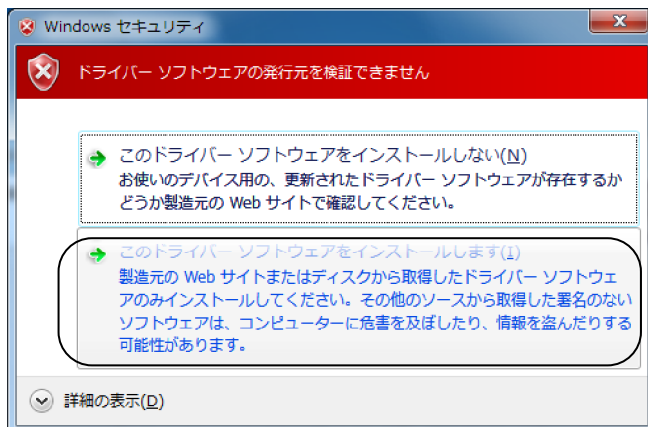 Windows セキュリティ
ドライバー ソフトウェアの発行元を検証できません
このドライバー ソフトウェアをインストールしない(N)
お使いのデバイス用の、更新されたドライバー ソフトウェアが存在するか
どうか製造元の Web サイトで確認してください。
このドライバー ソフトウェアをインストールします(I)
製造元の Web サイトまたはディスクから取得したドライバー ソフトウェ
アのみインストールしてください。その他のソースから取得した署名のない
ソフトウェアは、コンピューターに危害を及ぼしたり、情報を盗んだりする
可能性があります。
詳細の表示(D)